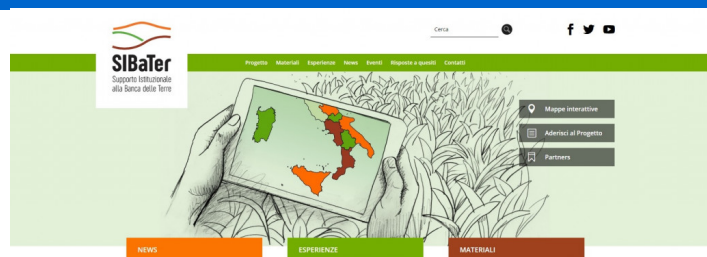 Cerca
SIBaTer
Supporto Istituzionale
alla Banca delle Terre
Progetto Materiali Esperienze News Eventi Risposte a quesiti Contatti
Mappe interattive
Aderisci al Progetto
Partners
NEWS
ESPERIENZE
MATERIALI